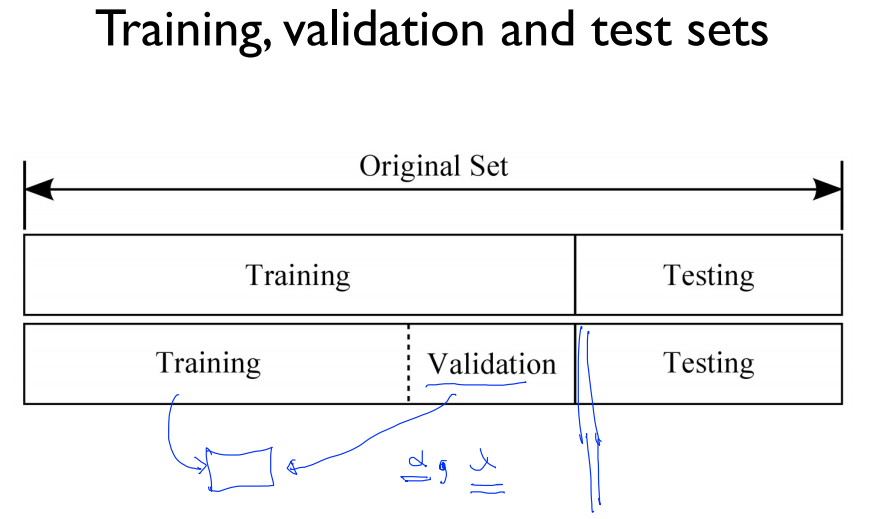 Training, validation and test sets
Original Set
Training Testing
Training Validation Testing
α, λ